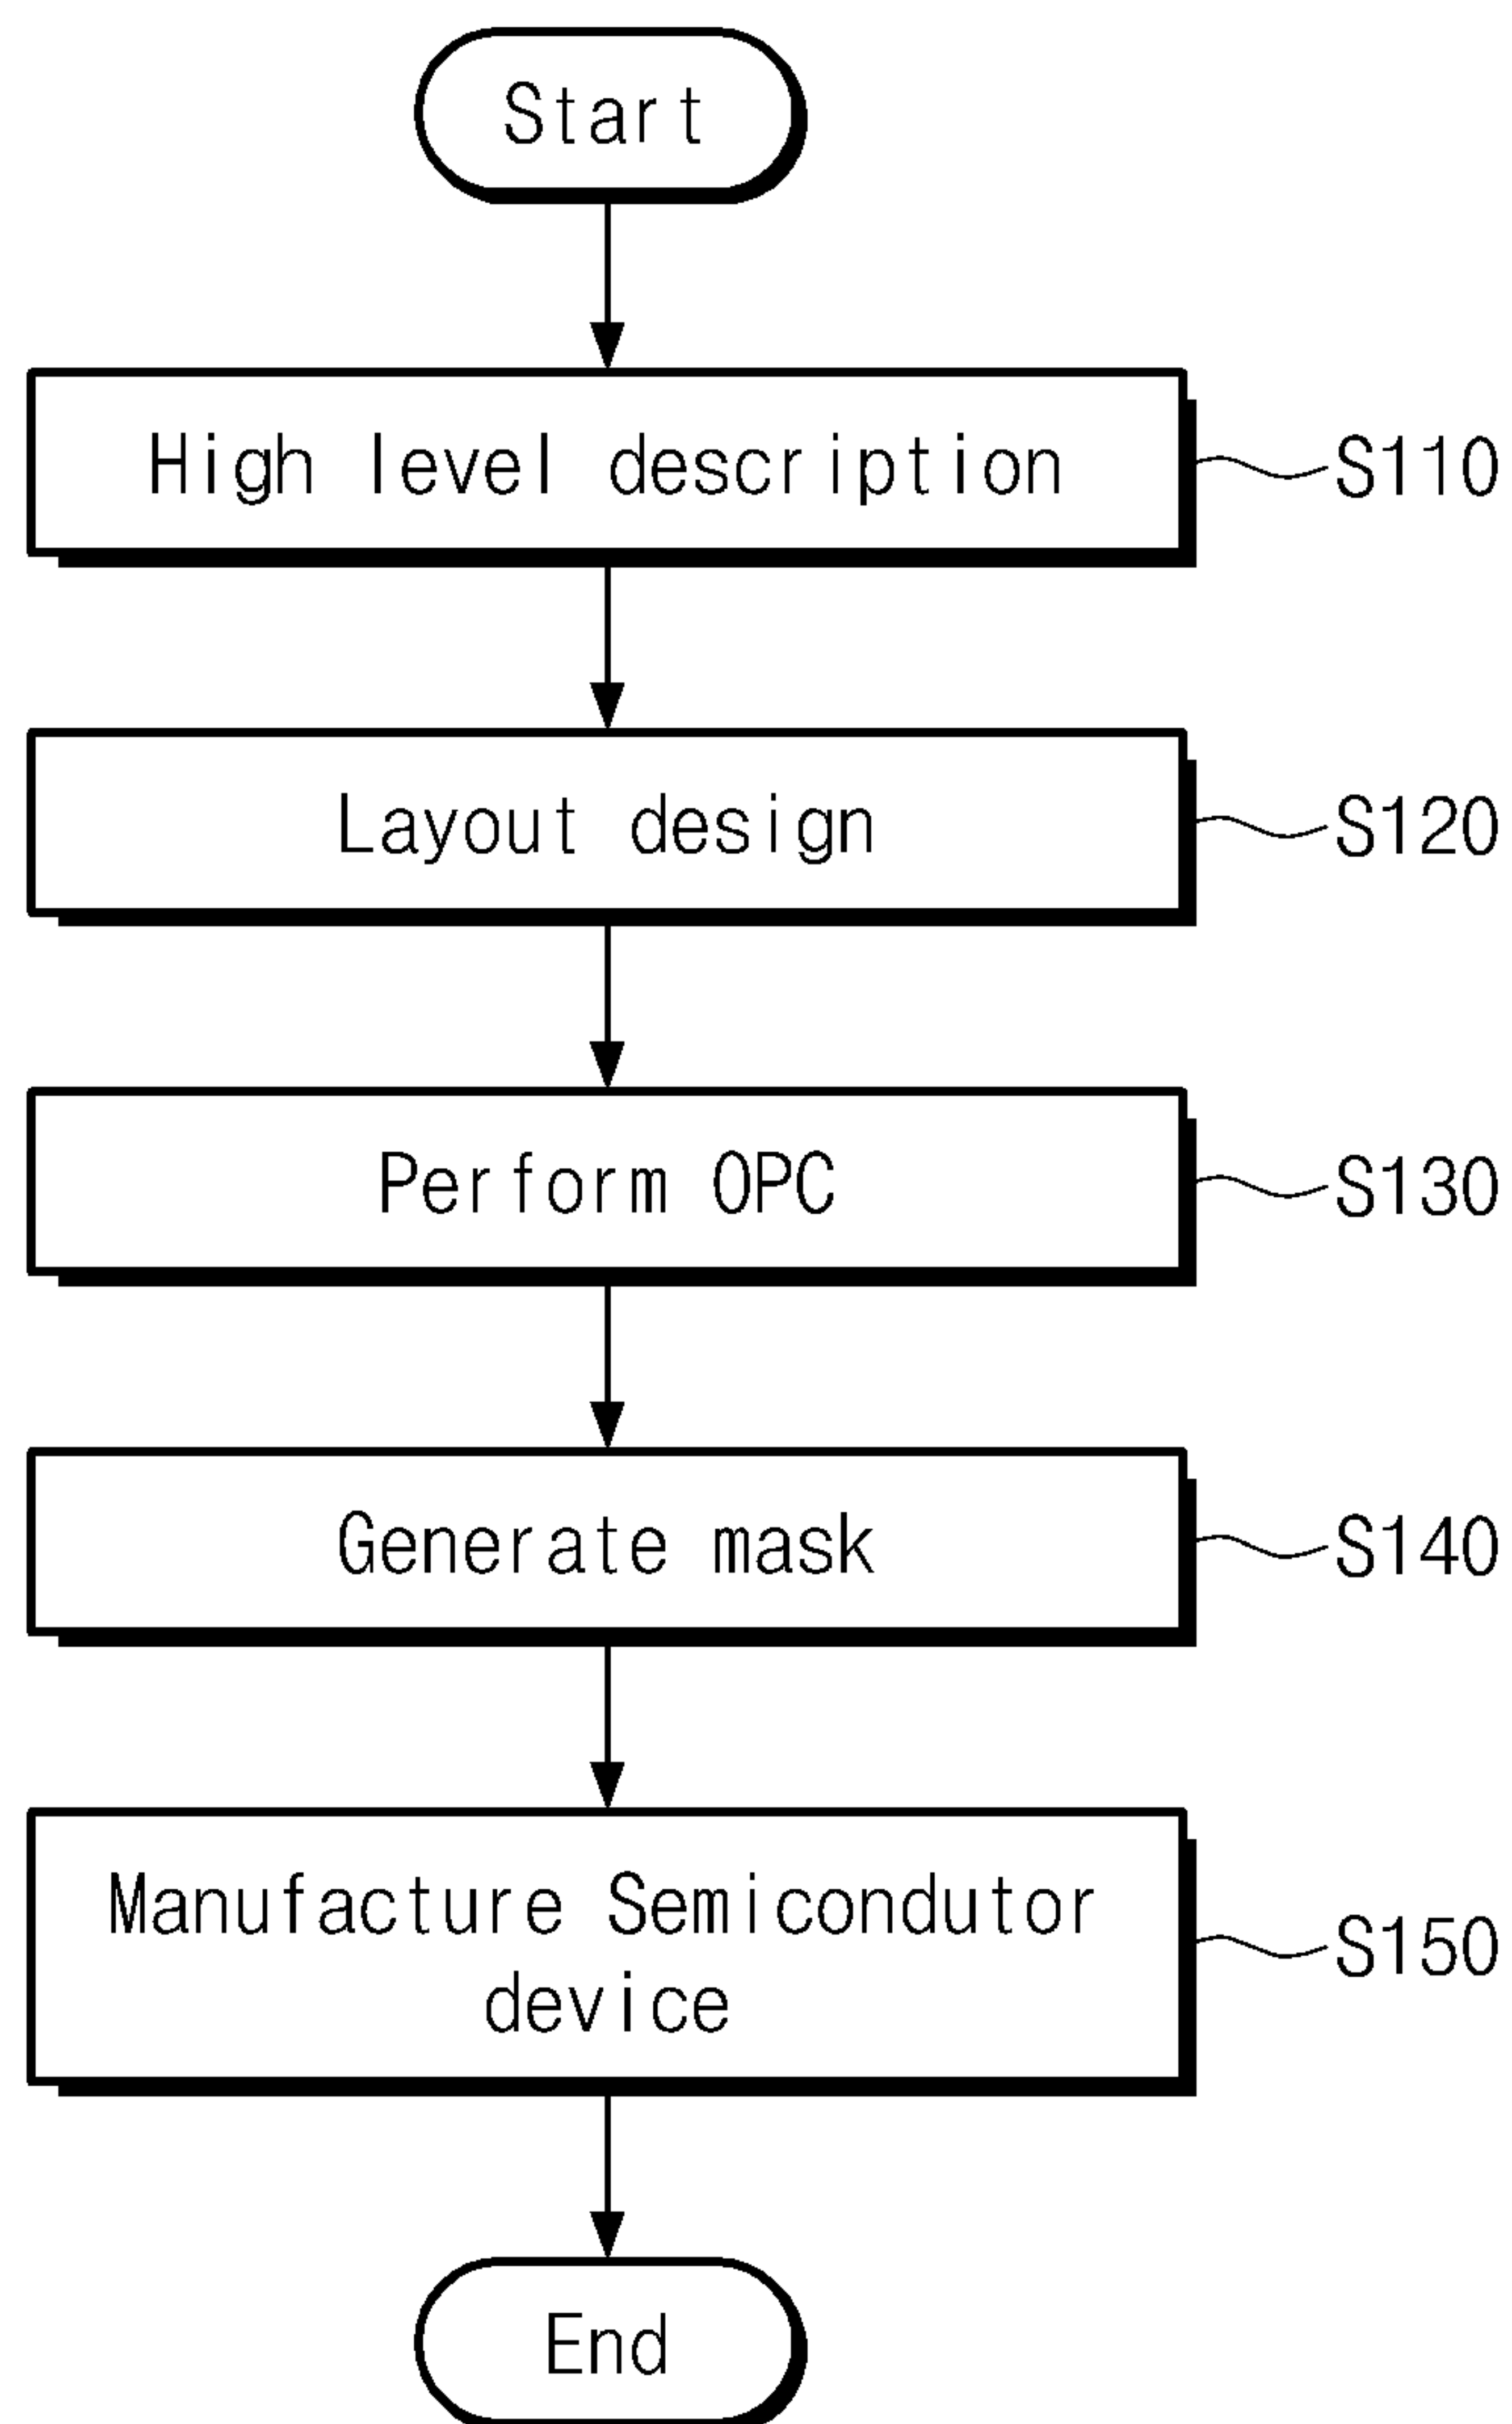 Start
High level description
S110
Layout design
S120
Perform OPC
S130
Generate mask
S140
Manufacture Semicondutor
device
S150
End